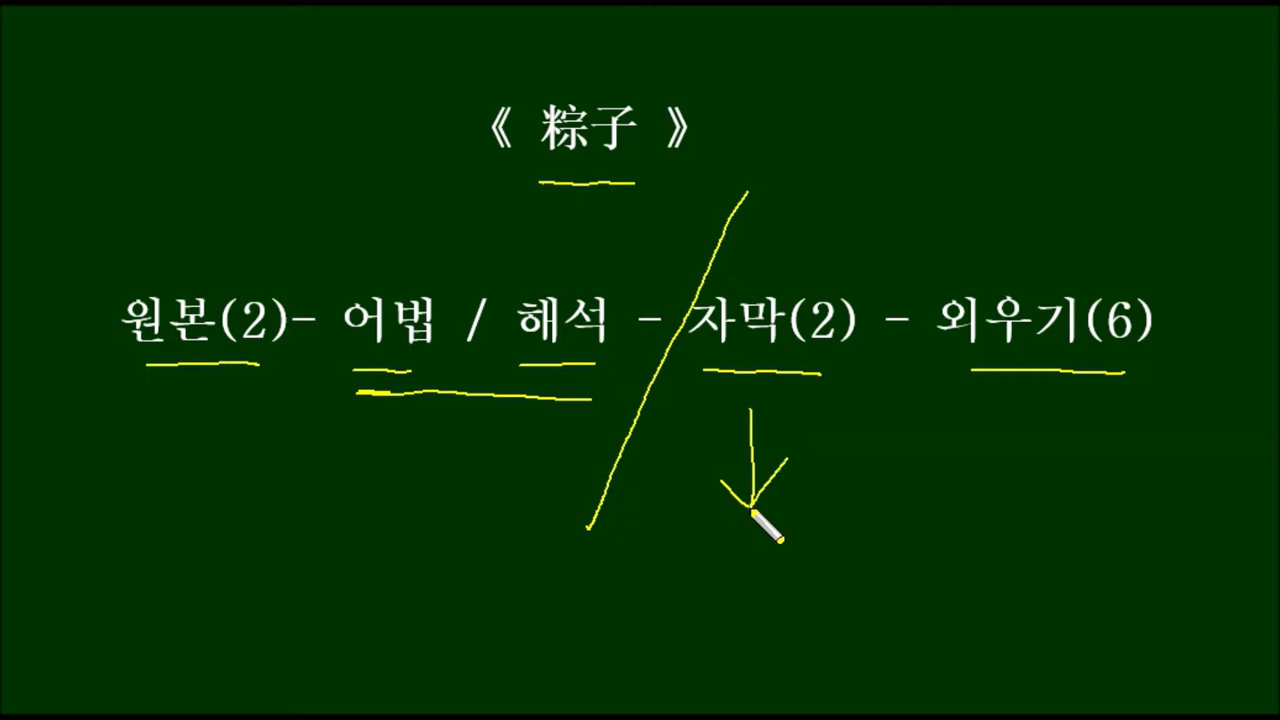 《 粽子 》
원본(2)- 어법 / 해석 - 자막(2) - 외우기(6)